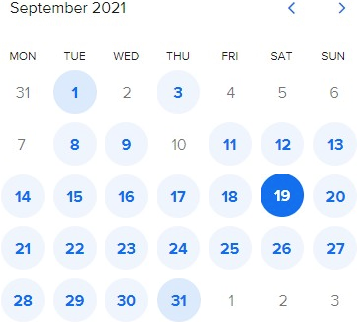 September 2021
MON TUE WED THU FRI SAT SUN
31 1 2 3 4 5 6
7 8 9 10 11 12 13
14 15 16 17 18 19 20
21 22 23 24 25 26 27
28 29 30 31 1 2 3